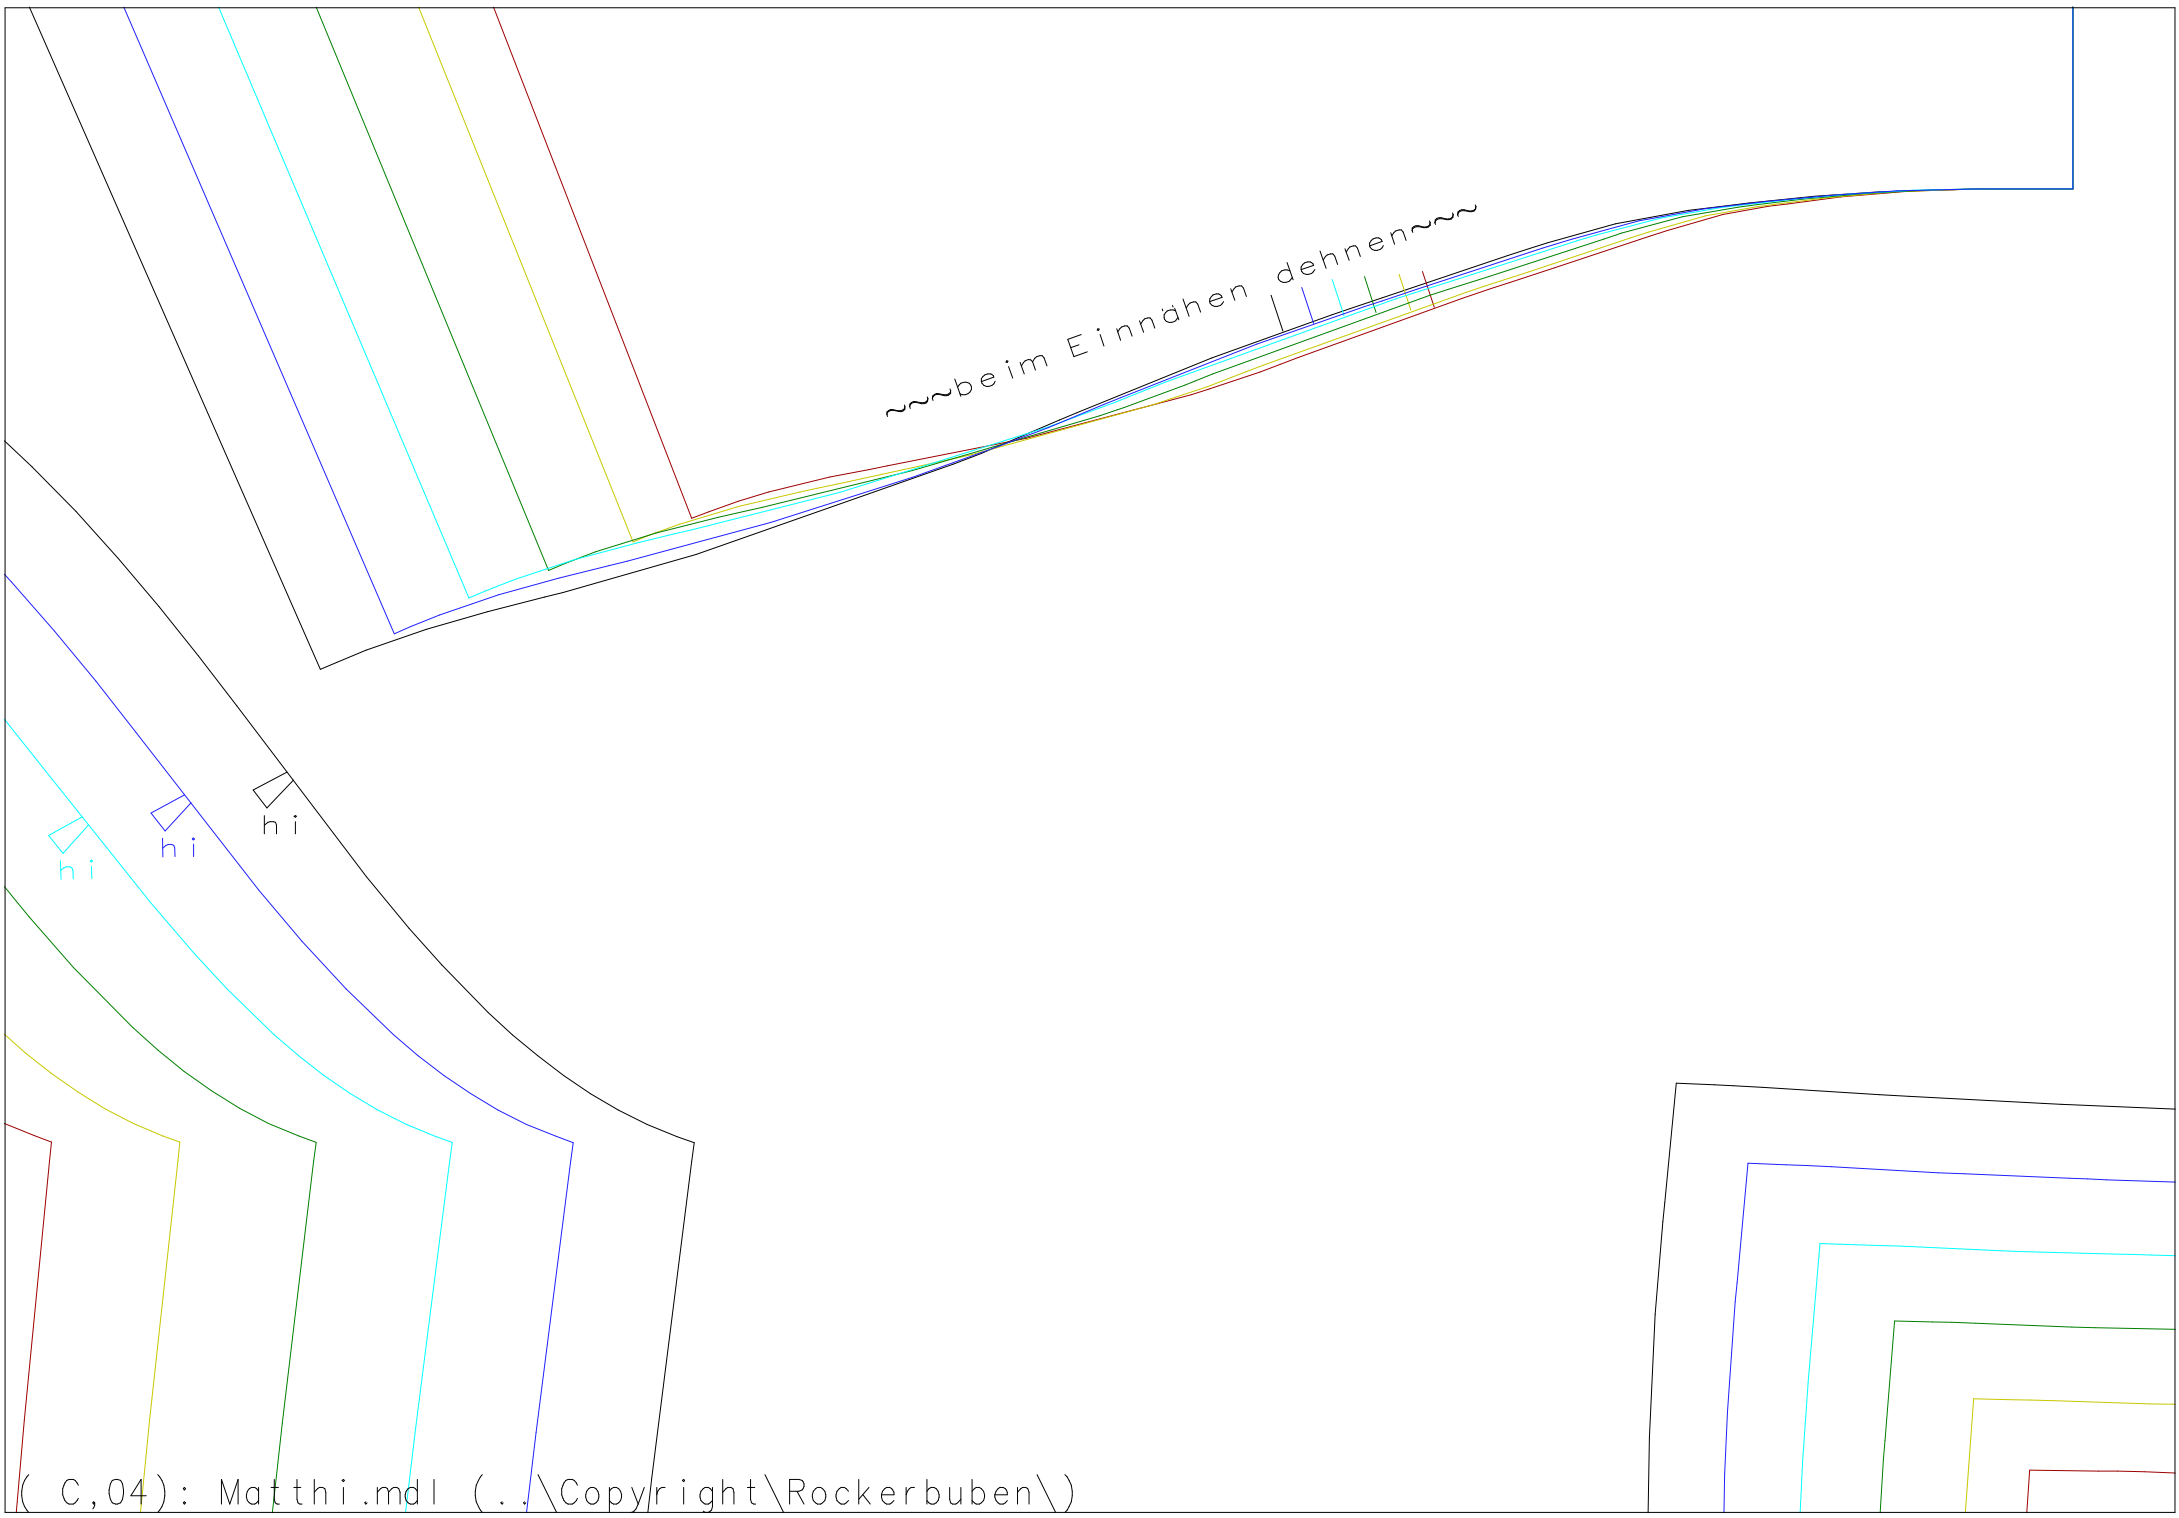 ~~~beim Einnähen dehnen~~~
hi
hi
hi
( C,04): Matthi.mdl (..\Copyright\Rockerbuben\)